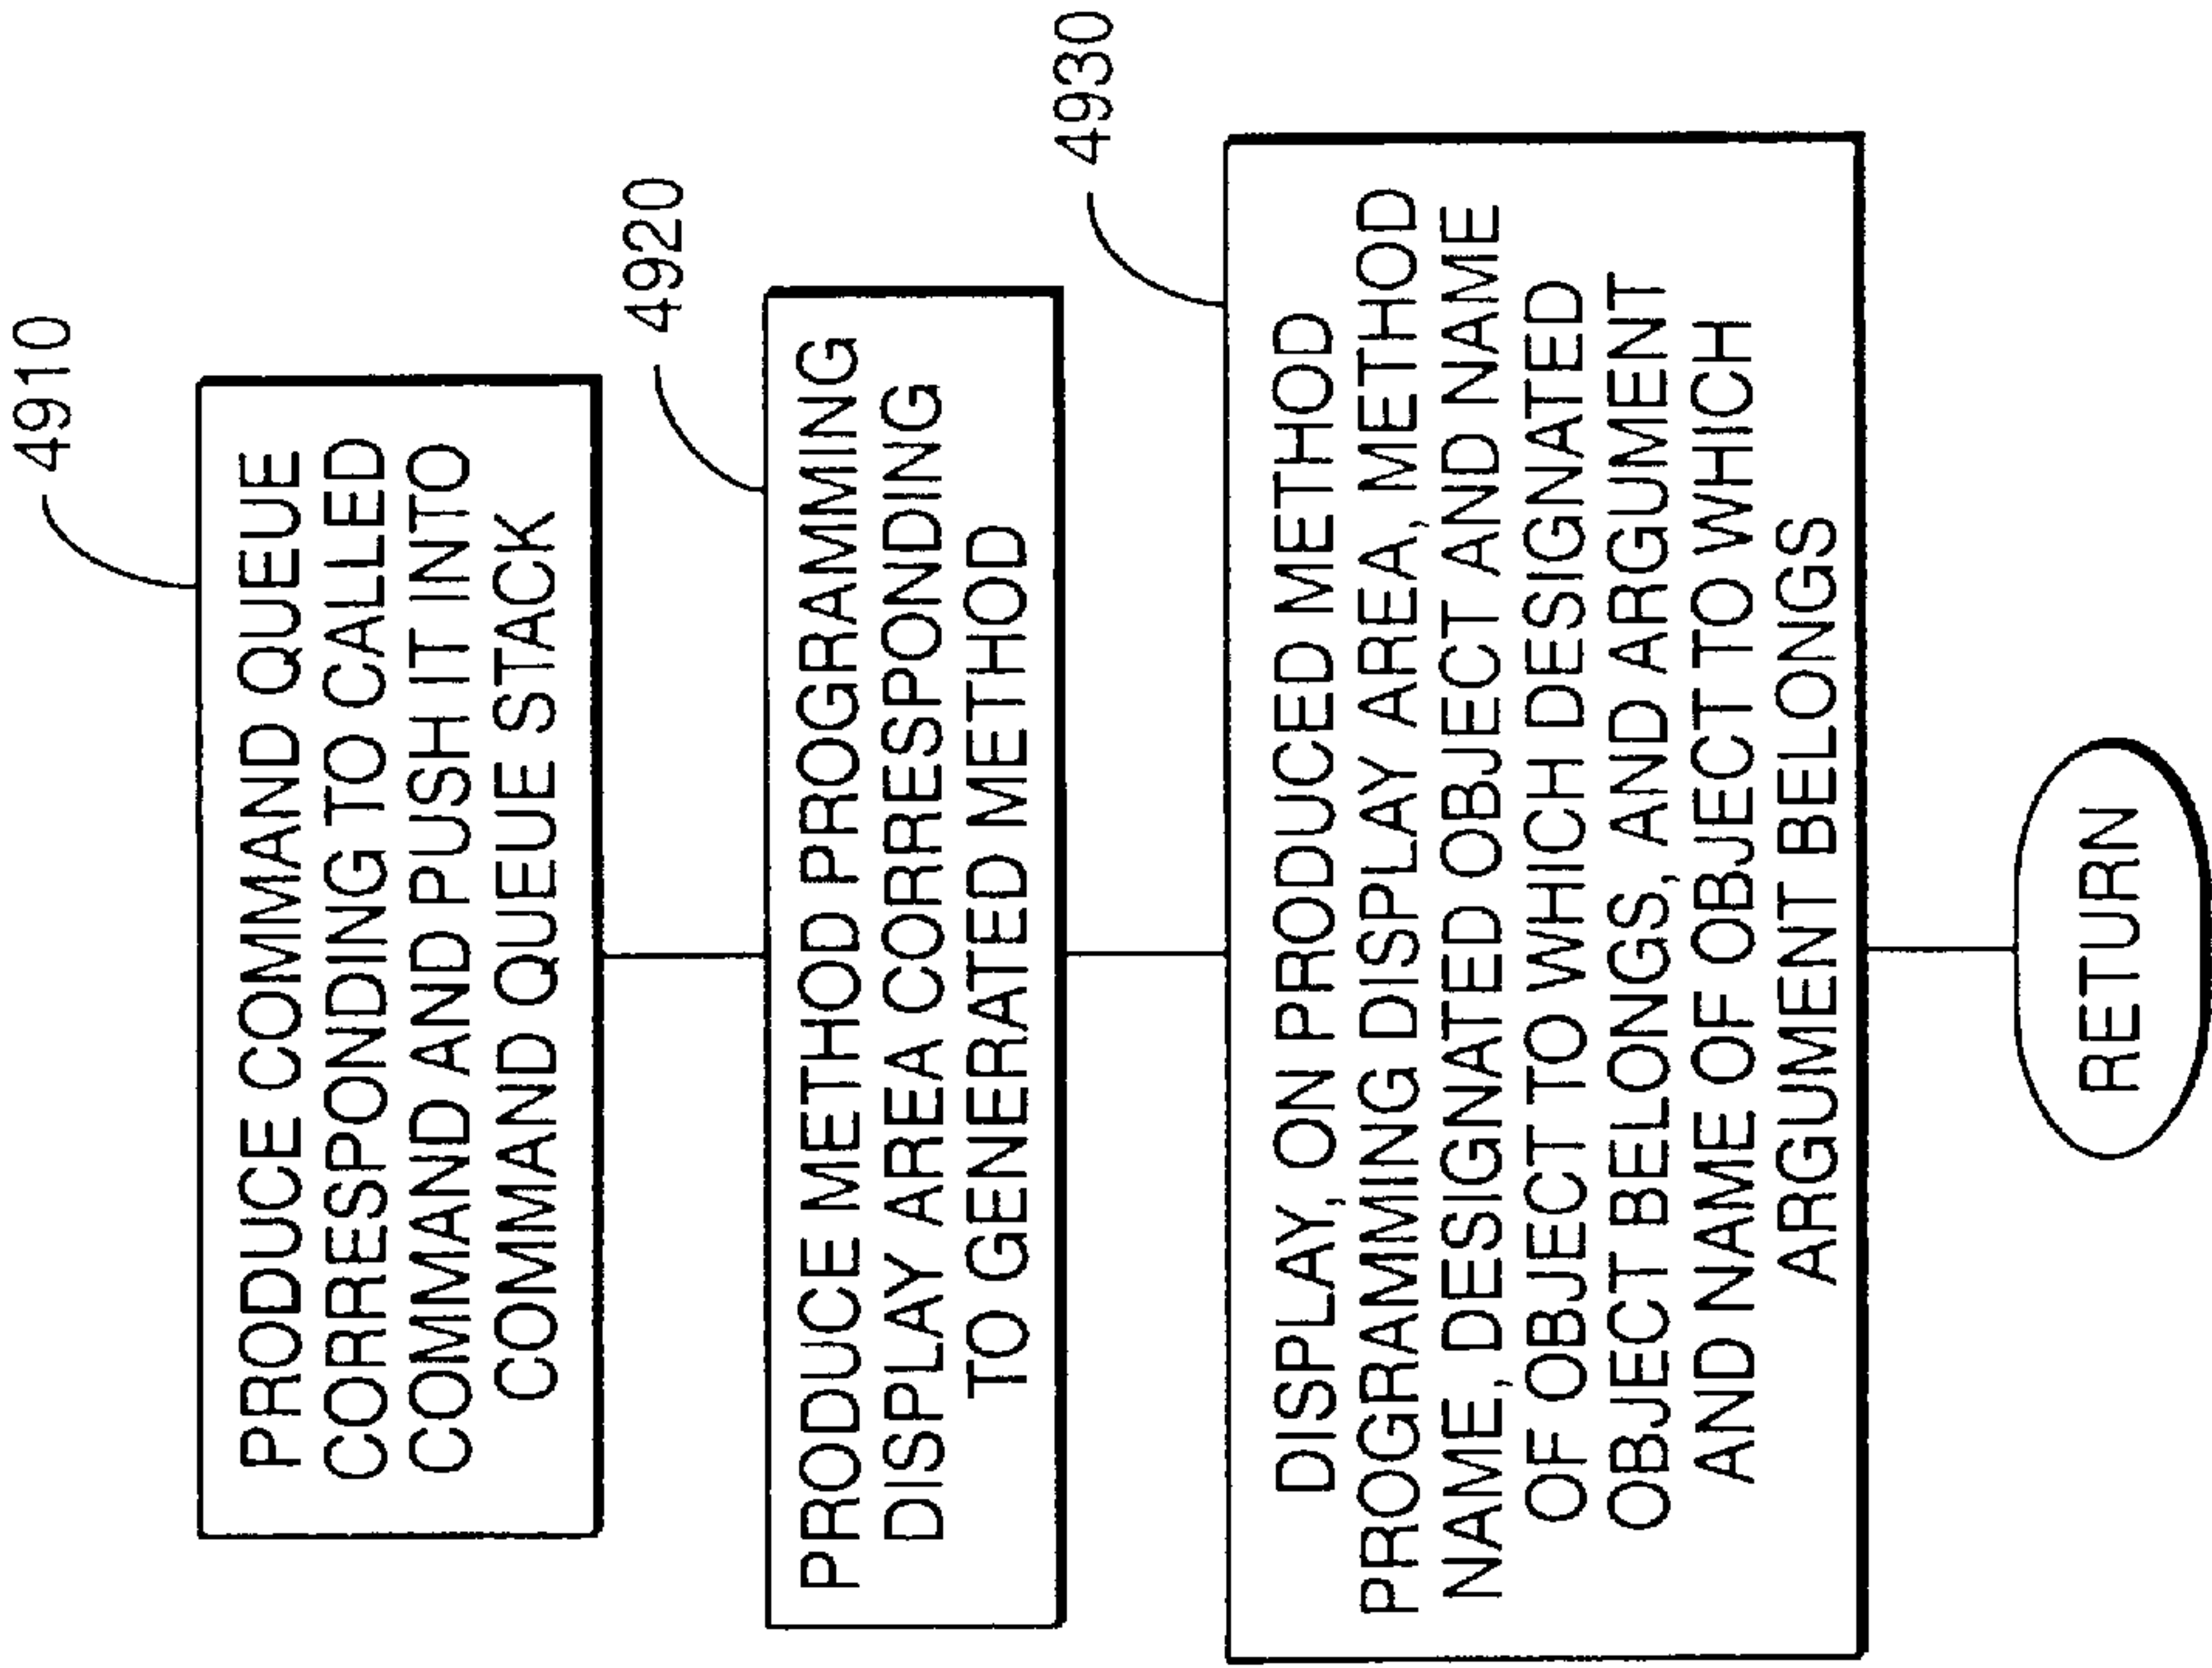 4910
PRODUCE COMMAND QUEUE
CORRESPONDING TO CALLED
COMMAND AND PUSH IT INTO
COMMAND QUEUE STACK
4920
PRODUCE METHOD PROGRAMMING
DISPLAY AREA CORRESPONDING
TO GENERATED METHOD
4930
DISPLAY, ON PRODUCED METHOD
PROGRAMMING DISPLAY AREA, METHOD
NAME, DESIGNATED OBJECT AND NAME
OF OBJECT TO WHICH DESIGNATED
OBJECT BELONGS, AND ARGUMENT
AND NAME OF OBJECT TO WHICH
ARGUMENT BELONGS
RETURN